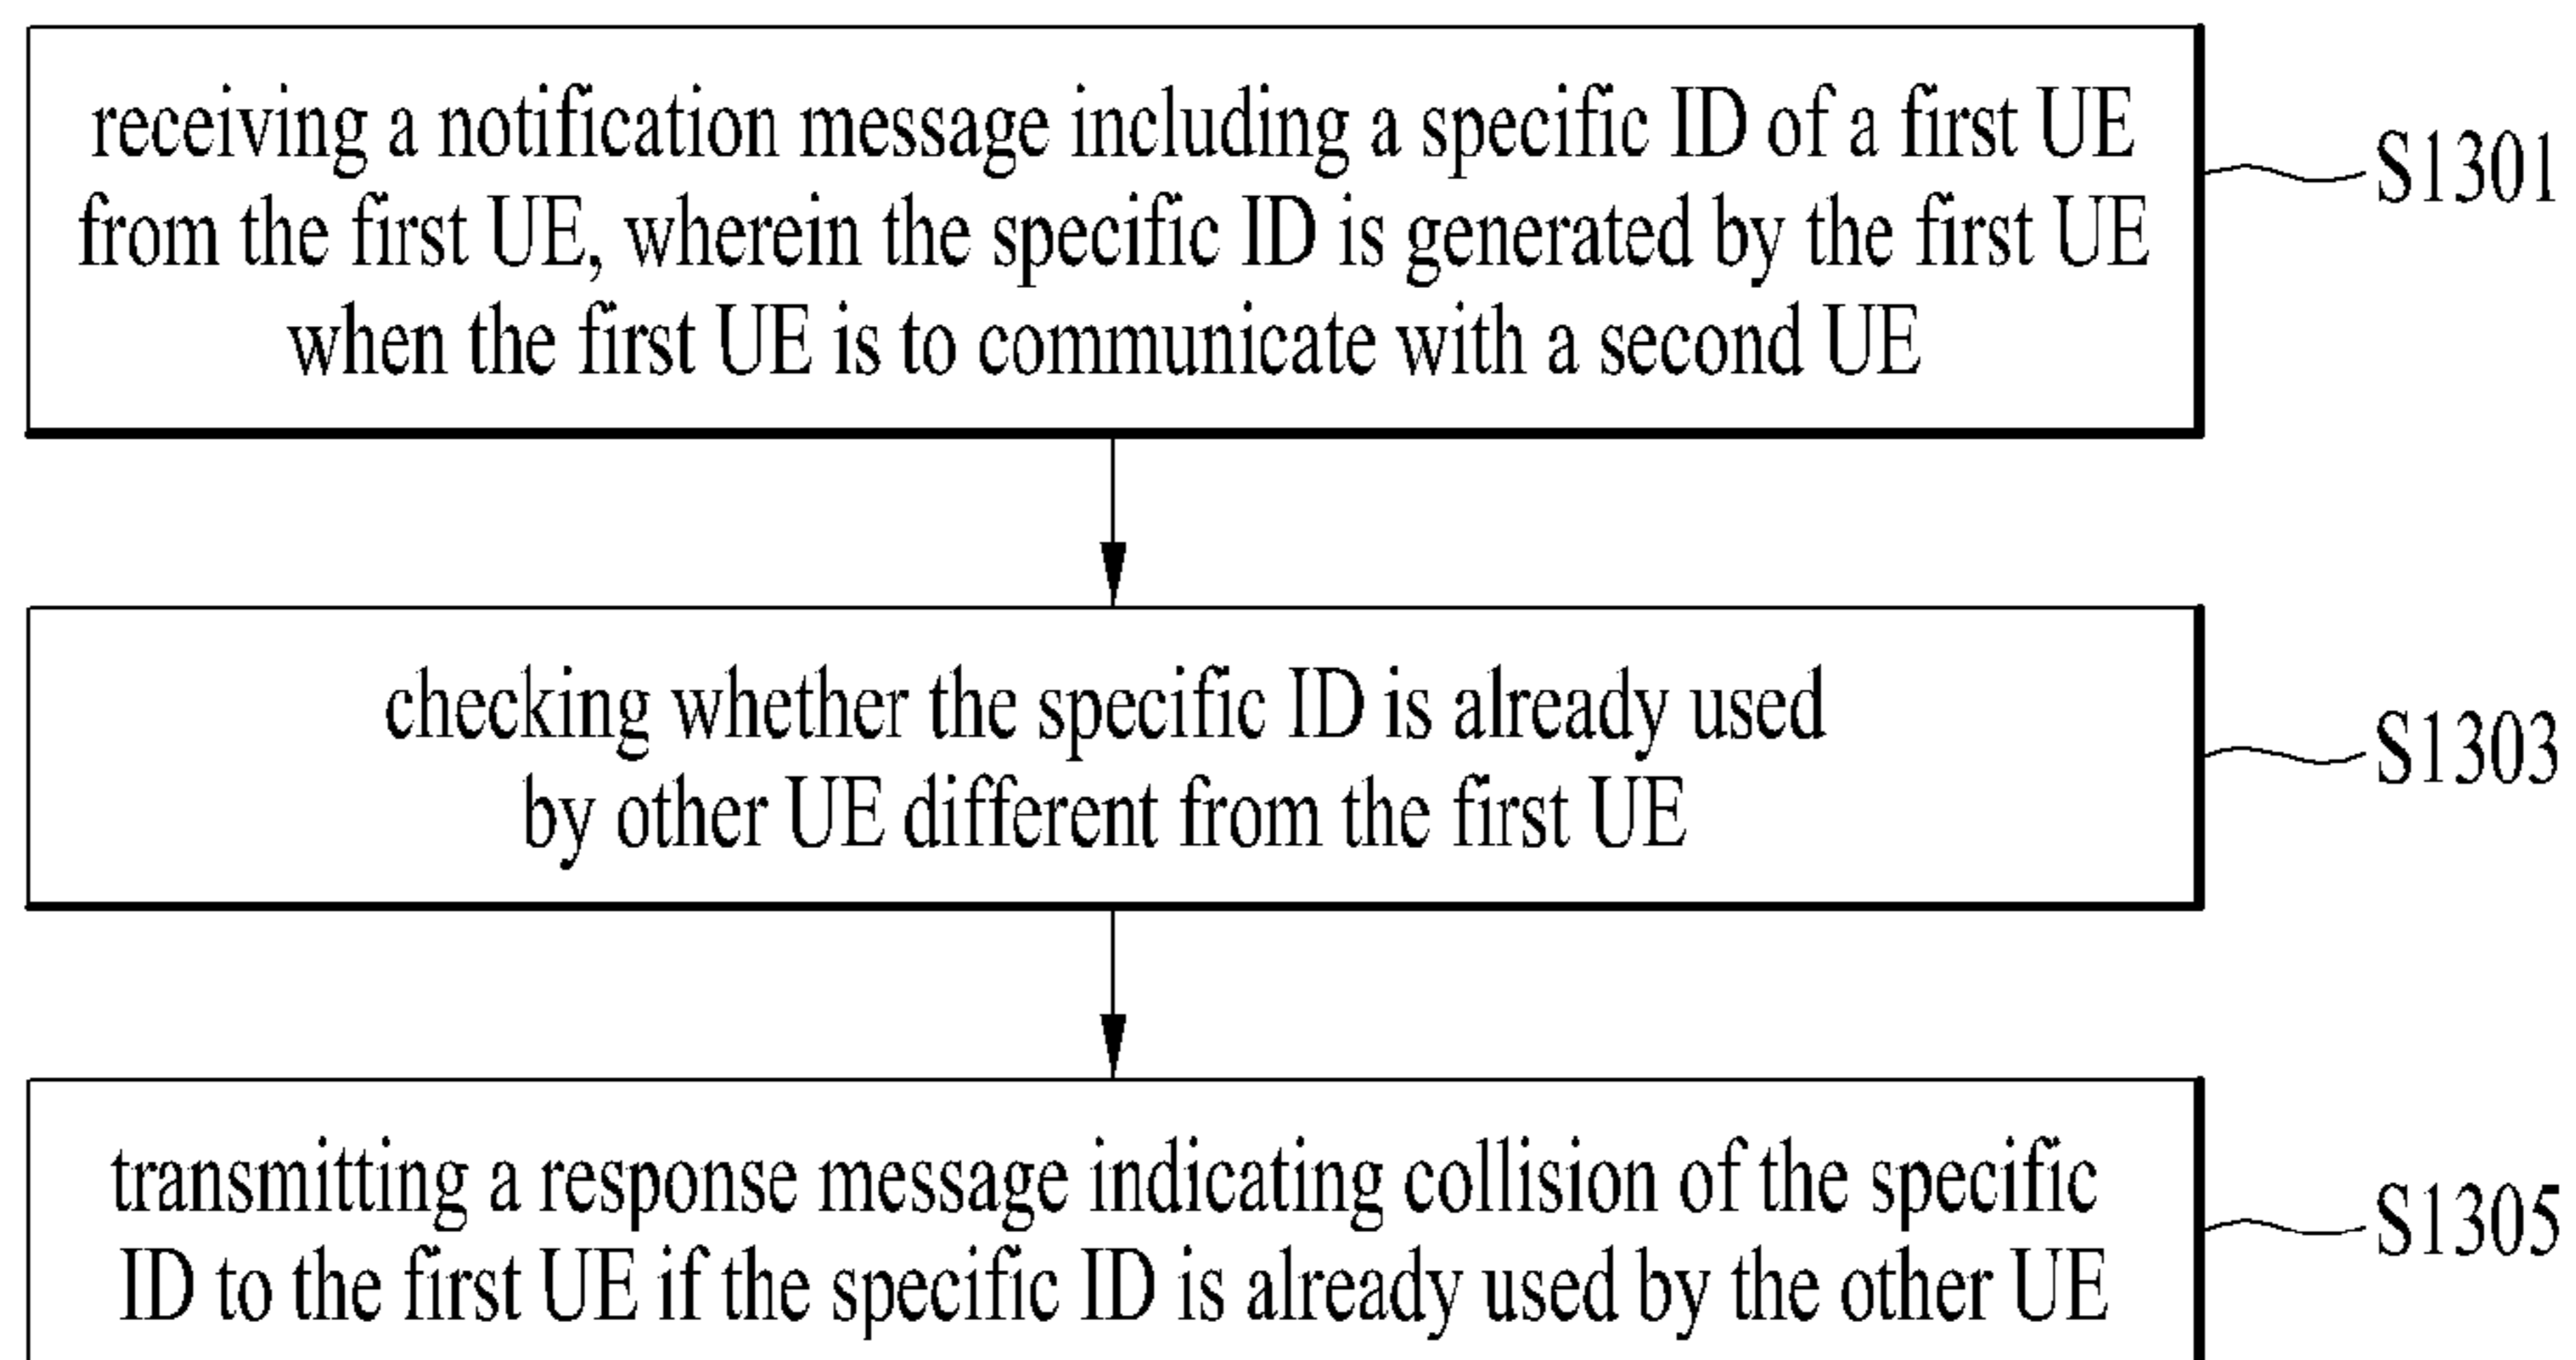 receiving a notification message including a specific ID of a first UE
from the first UE, wherein the specific ID is generated by the first UE
when the first UE is to communicate with a second UE
S1301
checking whether the specific ID is already used
by other UE different from the first UE
S1303
transmitting a response message indicating collision of the specific
ID to the first UE if the specific ID is already used by the other UE
S1305